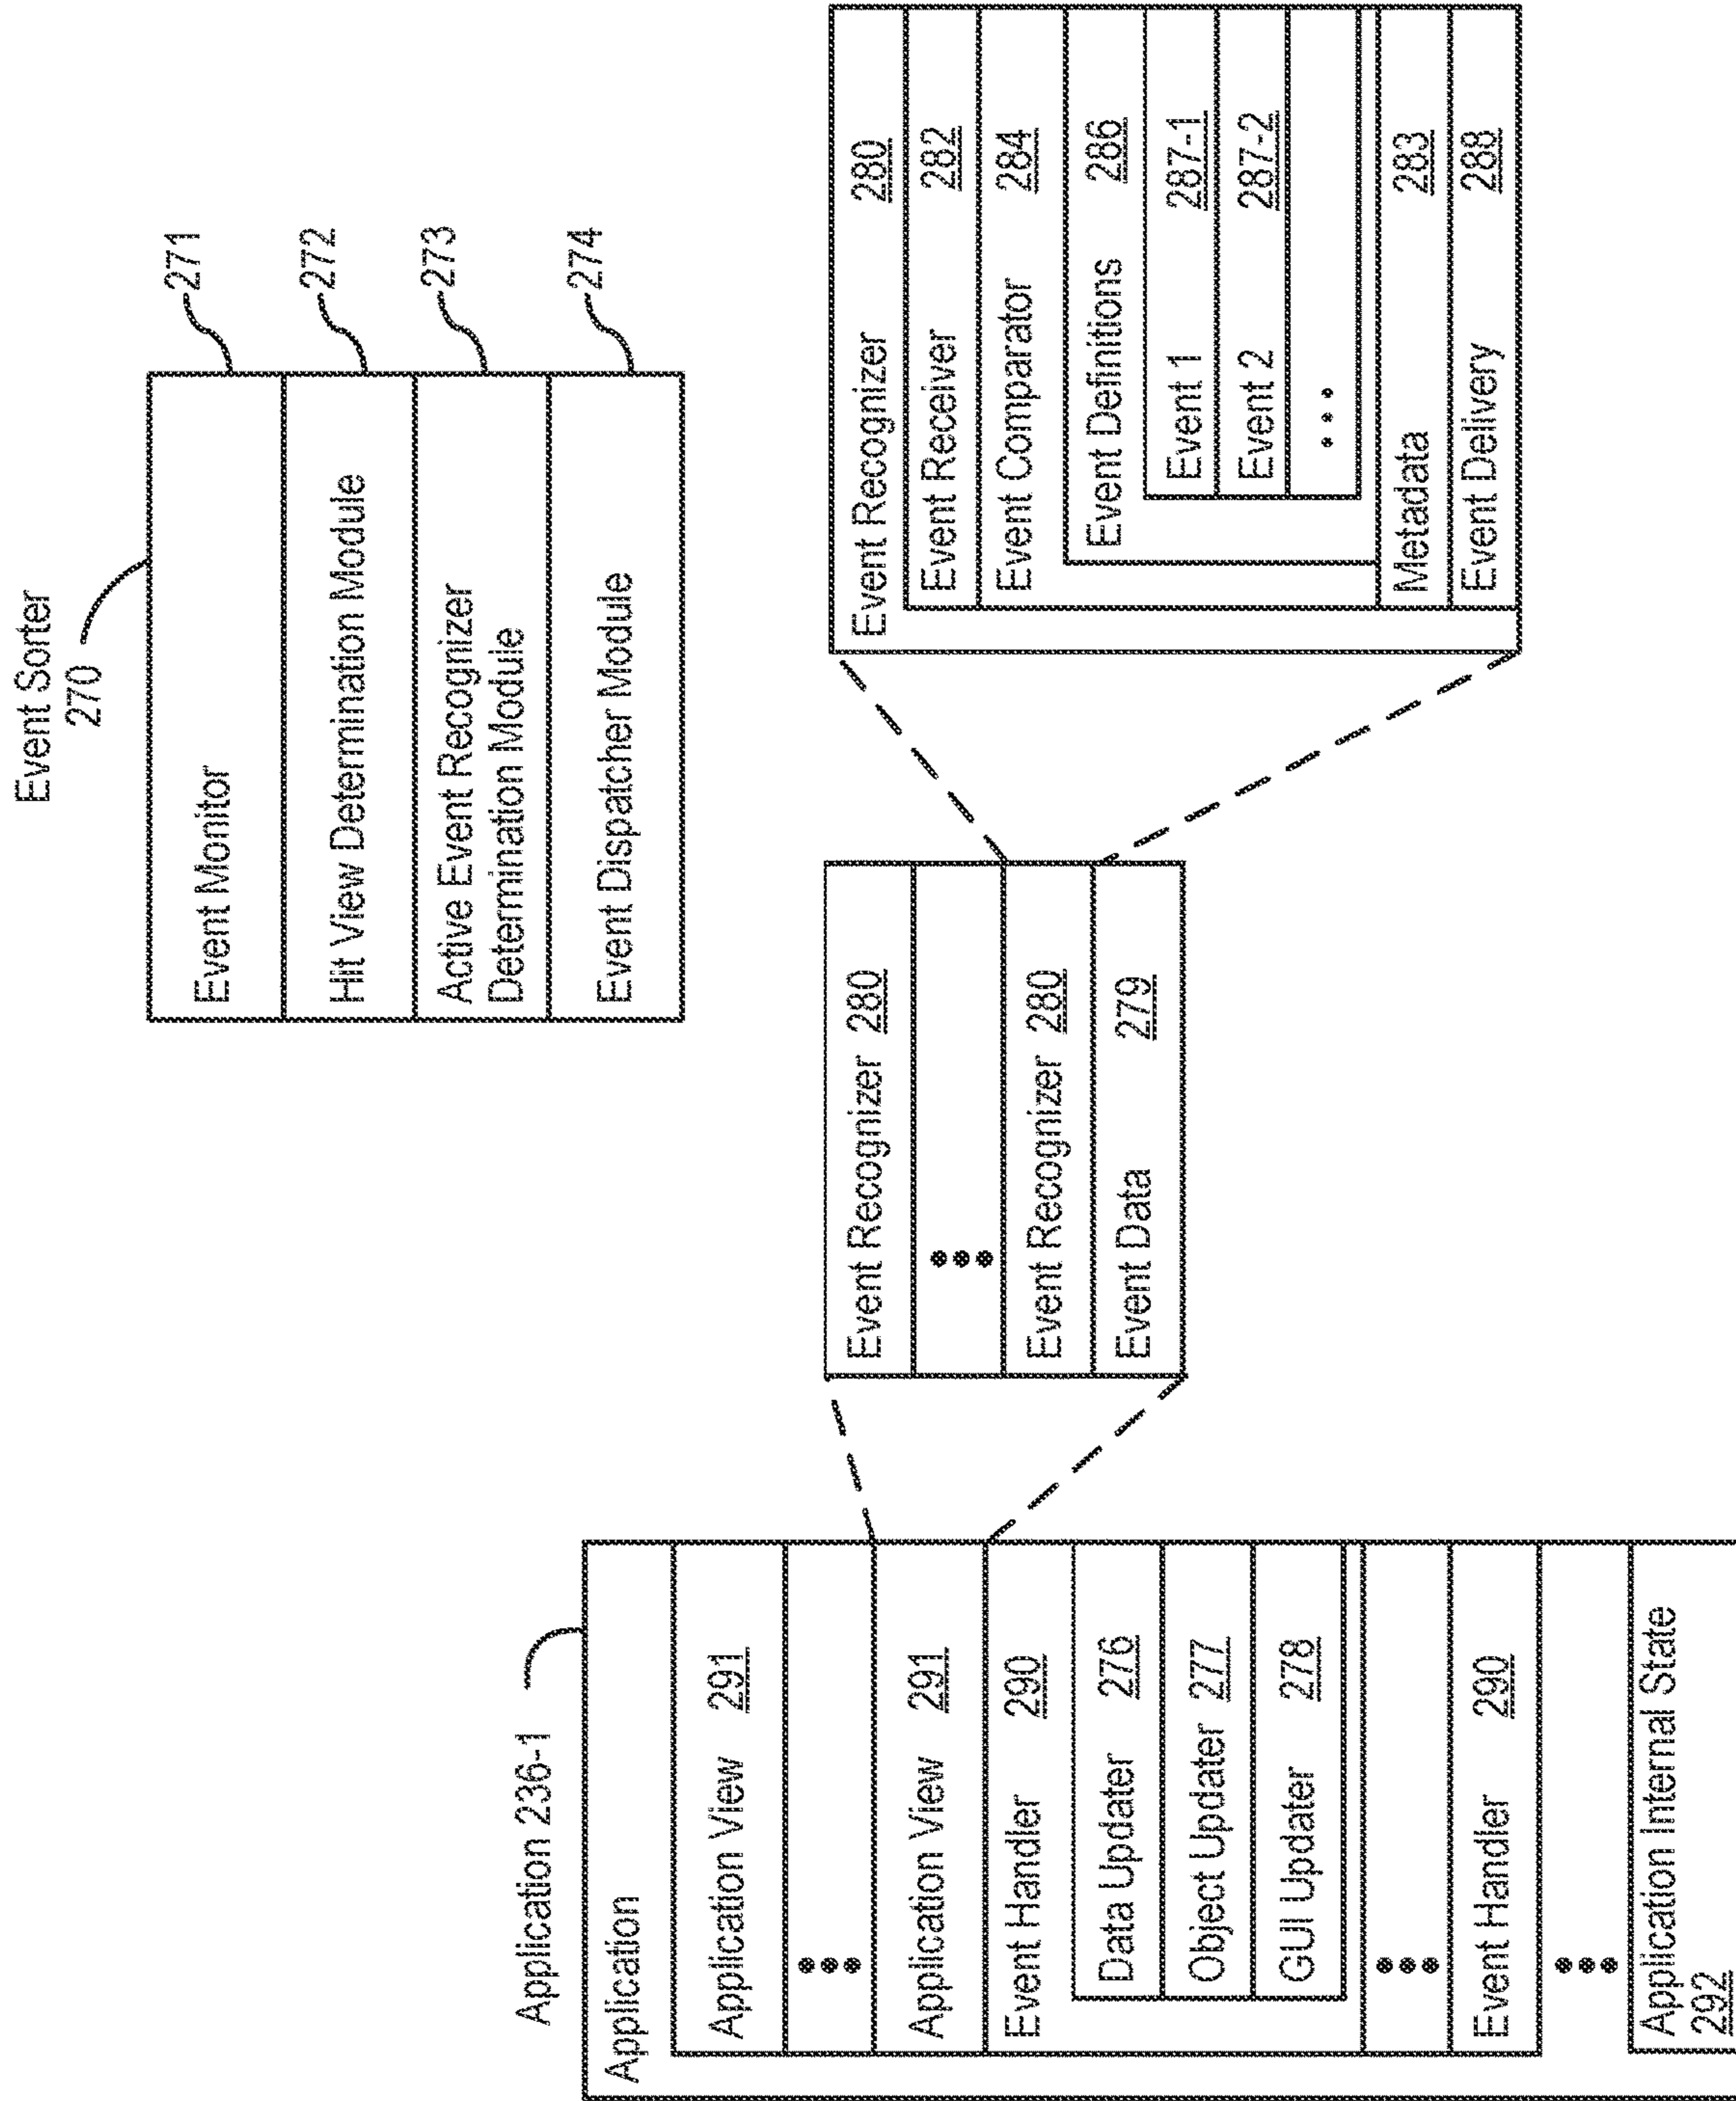 Event Sorter
270
Event Monitor
271
Hit View Determination Module
272
Active Event Recognizer
Determination Module
273
Event Dispatcher Module
274
Application 236-1
Application
Application View 291
•••
Application View 291
Event Handler 290
Data Updater 276
Object Updater 277
GUI Updater 278
•••
Event Handler 290
•••
Application Internal State
292
Event Recognizer 280
•••
Event Recognizer 280
Event Data 279
Event Recognizer 280
Event Receiver 282
Event Comparator 284
Event Definitions 286
Event 1 287-1
Event 2 287-2
•••
Metadata 283
Event Delivery 288